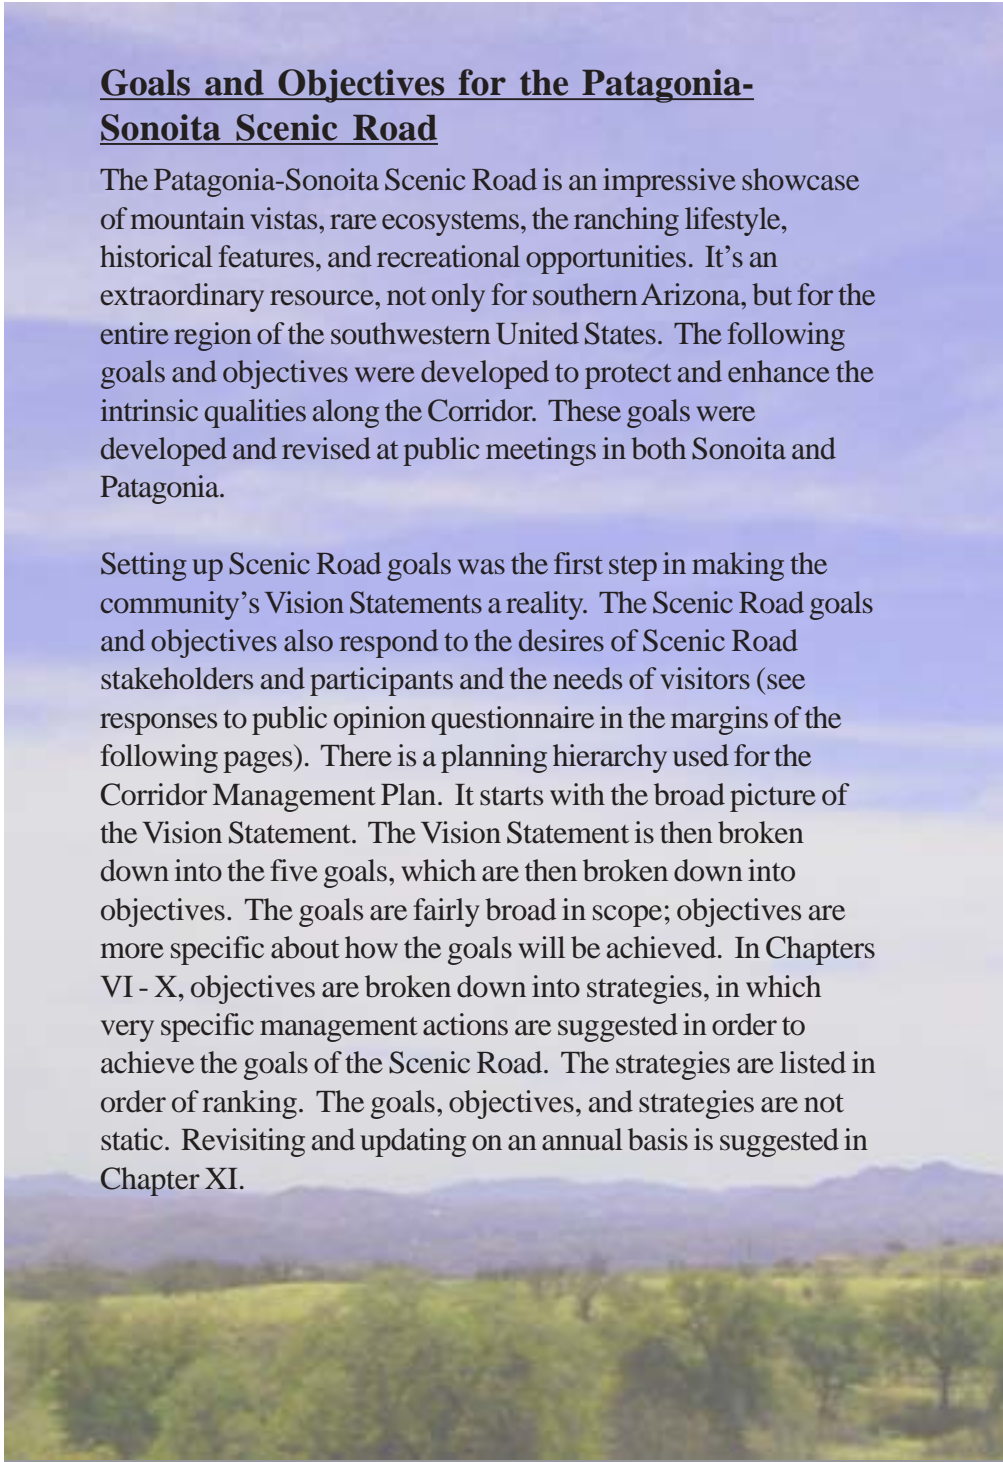 Goals and Objectives for the Patagonia-
Sonoita Scenic Road
The Patagonia-Sonoita Scenic Road is an impressive showcase
of mountain vistas, rare ecosystems, the ranching lifestyle,
historical features, and recreational opportunities.  It’s an
extraordinary resource, not only for southern Arizona, but for the
entire region of the southwestern United States.  The following
goals and objectives were developed to protect and enhance the
intrinsic qualities along the Corridor.  These goals were
developed and revised at public meetings in both Sonoita and
Patagonia.
Setting up Scenic Road goals was the first step in making the
community’s Vision Statements a reality.  The Scenic Road goals
and objectives also respond to the desires of Scenic Road
stakeholders and participants and the needs of visitors (see
responses to public opinion questionnaire in the margins of the
following pages).  There is a planning hierarchy used for the
Corridor Management Plan.  It starts with the broad picture of
the Vision Statement.  The Vision Statement is then broken
down into the five goals, which are then broken down into
objectives.  The goals are fairly broad in scope; objectives are
more specific about how the goals will be achieved.  In Chapters
VI - X, objectives are broken down into strategies, in which
very specific management actions are suggested in order to
achieve the goals of the Scenic Road.  The strategies are listed in
order of ranking.  The goals, objectives, and strategies are not
static.  Revisiting and updating on an annual basis is suggested in
Chapter XI.